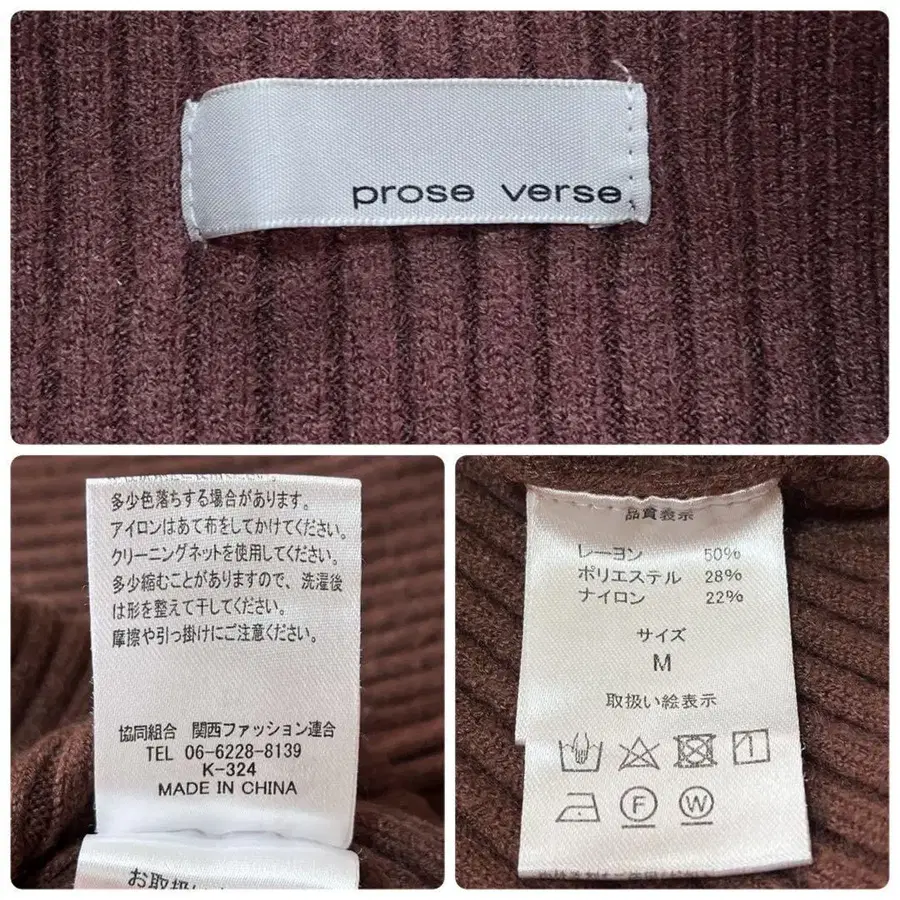 prose verse
多少色落ちする場合があります。
アイロンはあて布をしてかけてください。
クリーニングネットを使用してください。
多少縮むことがありますので、洗濯後
は形を整えて干してください。
摩擦や引っ掛けにご注意ください。
協同組合 関西ファッション連合
TEL 06-6228-8139
K-324
MADE IN CHINA
お取扱い
品質表示
レーヨン 50%
ポリエステル 28%
ナイロン 22%
サイズ
M
取扱い絵表示
F W